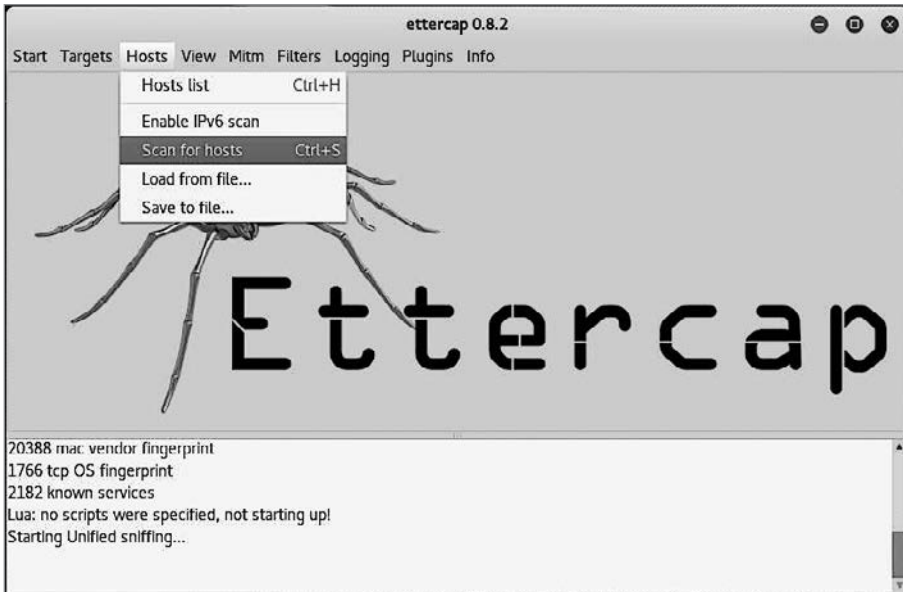 ettercap 0.8.2
Start Targets Hosts View Mitm Filters Logging Plugins Info
Hosts list Ctrl+H
Enable IPv6 scan
Scan for hosts Ctrl+S
Load from file...
Save to file...
Ettercap
20388 mac vendor fingerprint
1766 tcp OS fingerprint
2182 known services
Lua: no scripts were specified, not starting up!
Starting Unified sniffing...